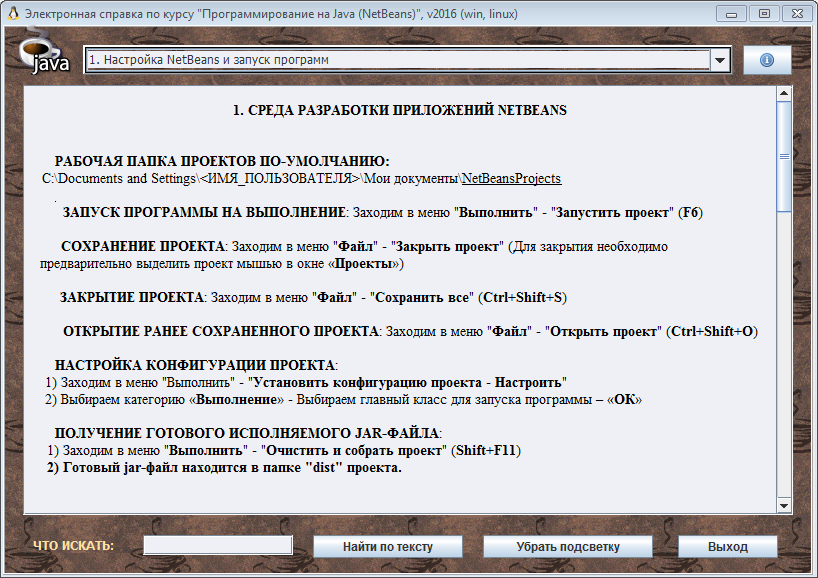 Электронная справка по курсу "Программирование на Java (NetBeans)", v2016 (win, linux)
java
1. Настройка NetBeans и запуск программ
1. СРЕДА РАЗРАБОТКИ ПРИЛОЖЕНИЙ NETBEANS
РАБОЧАЯ ПАПКА ПРОЕКТОВ ПО-УМОЛЧАНИЮ:
C:\Documents and Settings\<ИМЯ_ПОЛЬЗОВАТЕЛЯ>\Мои документы\NetBeansProjects
.
ЗАПУСК ПРОГРАММЫ НА ВЫПОЛНЕНИЕ: Заходим в меню "Выполнить" - "Запустить проект" (F6)
СОХРАНЕНИЕ ПРОЕКТА: Заходим в меню "Файл" - "Закрыть проект" (Для закрытия необходимо
предварительно выделить проект мышью в окне «Проекты»)
ЗАКРЫТИЕ ПРОЕКТА: Заходим в меню "Файл" - "Сохранить все" (Ctrl+Shift+S)
ОТКРЫТИЕ РАНЕЕ СОХРАНЕННОГО ПРОЕКТА: Заходим в меню "Файл" - "Открыть проект" (Ctrl+Shift+O)
НАСТРОЙКА КОНФИГУРАЦИИ ПРОЕКТА:
1) Заходим в меню "Выполнить" - "Установить конфигурацию проекта - Настроить"
2) Выбираем категорию «Выполнение» - Выбираем главный класс для запуска программы – «ОК»
ПОЛУЧЕНИЕ ГОТОВОГО ИСПОЛНЯЕМОГО JAR-ФАЙЛА:
1) Заходим в меню "Выполнить" - "Очистить и собрать проект" (Shift+F11)
2) Готовый jar-файл находится в папке "dist" проекта.
ЧТО ИСКАТЬ:
Найти по тексту
Убрать подсветку
Выход